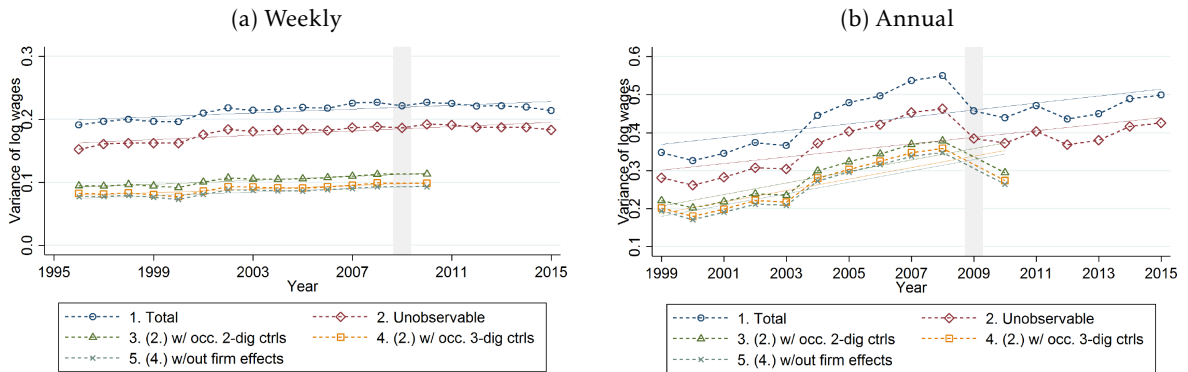 (a) Weekly
Variance of log wages
0.3
0.2
0.1
0.0
1995 1999 2003 2007 2011 2015
Year
1. Total 2. Unobservable
3. (2.) w/ occ. 2-dig ctrls 4. (2.) w/ occ. 3-dig ctrls
5. (4.) w/out firm effects
(b) Annual
Variance of log wages
0.6
0.5
0.4
0.3
0.2
0.1
1999 2001 2003 2005 2007 2009 2011 2013 2015
Year
1. Total 2. Unobservable
3. (2.) w/ occ. 2-dig ctrls 4. (2.) w/ occ. 3-dig ctrls
5. (4.) w/out firm effects